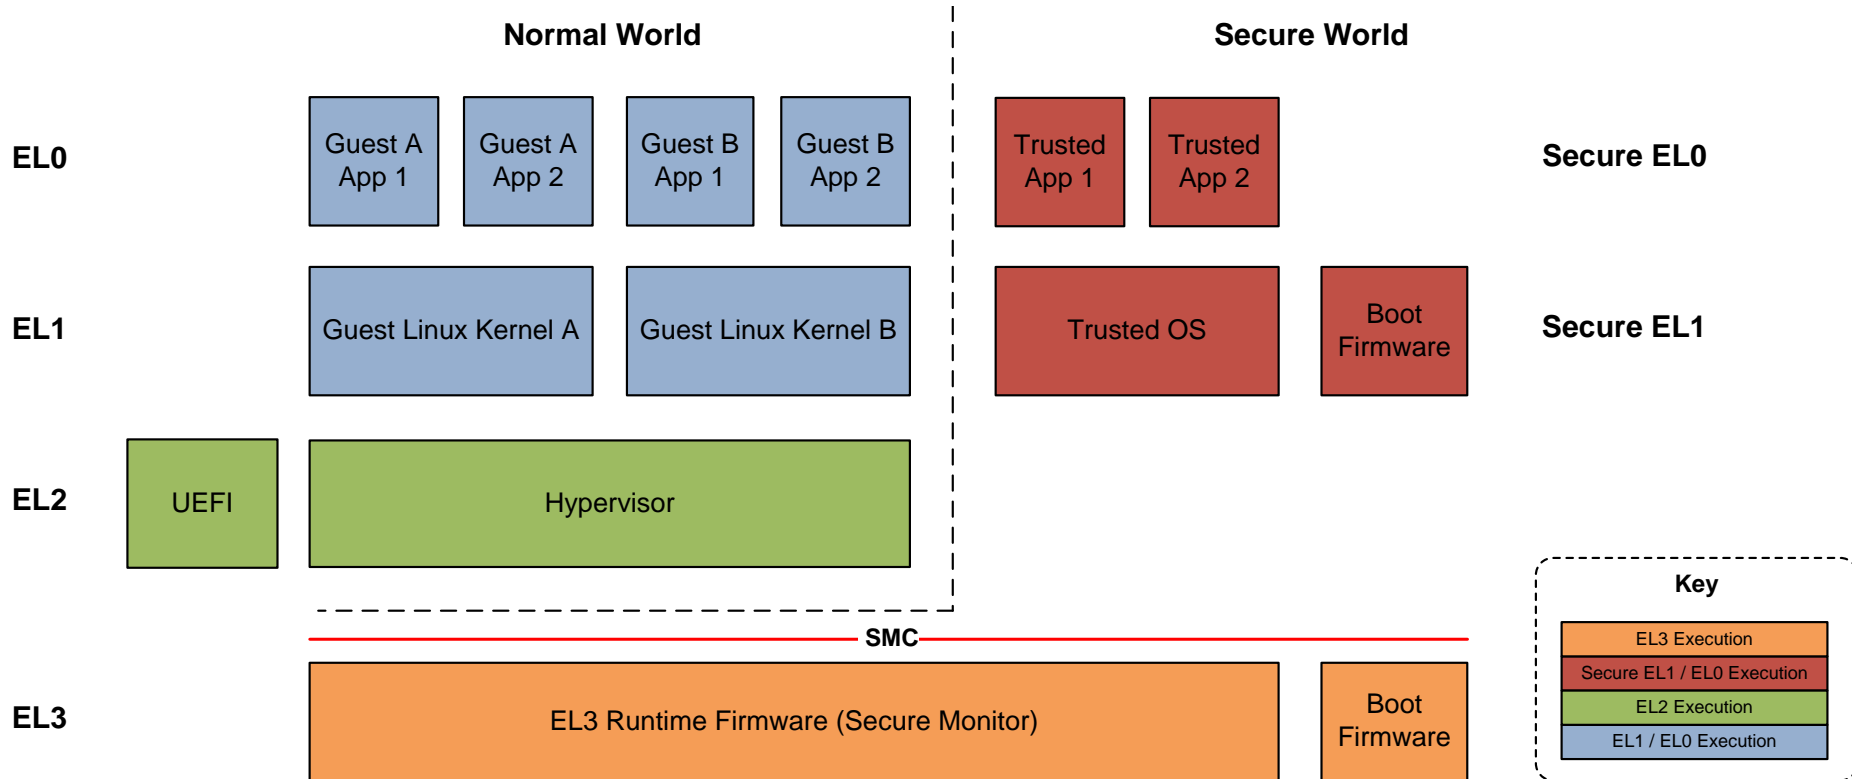 Normal World
Secure World
EL0
Guest A
App 1
Guest A
App 2
Guest B
App 1
Guest B
App 2
Trusted
App 1
Trusted
App 2
Secure EL0
EL1
Guest Linux Kernel A
Guest Linux Kernel B
Trusted OS
Boot
Firmware
Secure EL1
EL2
UEFI
Hypervisor
SMC
EL3
EL3 Runtime Firmware (Secure Monitor)
Boot
Firmware
Key
EL3 Execution
Secure EL1 / EL0 Execution
EL2 Execution
EL1 / EL0 Execution